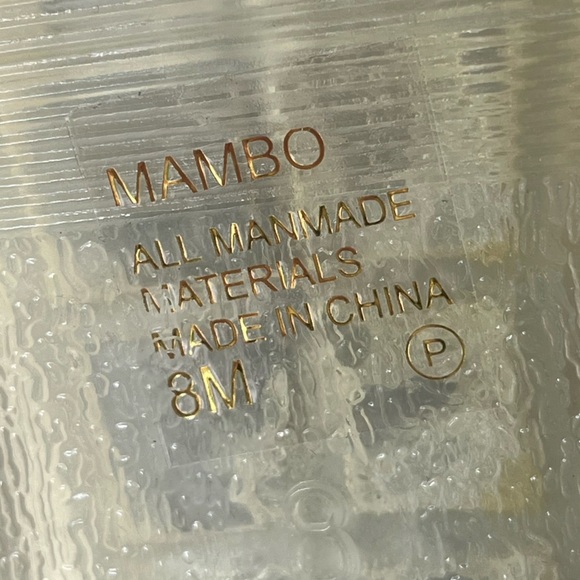 MAMBO
ALL MANMADE
MATERIALS
MADE IN CHINA
8M Ⓟ